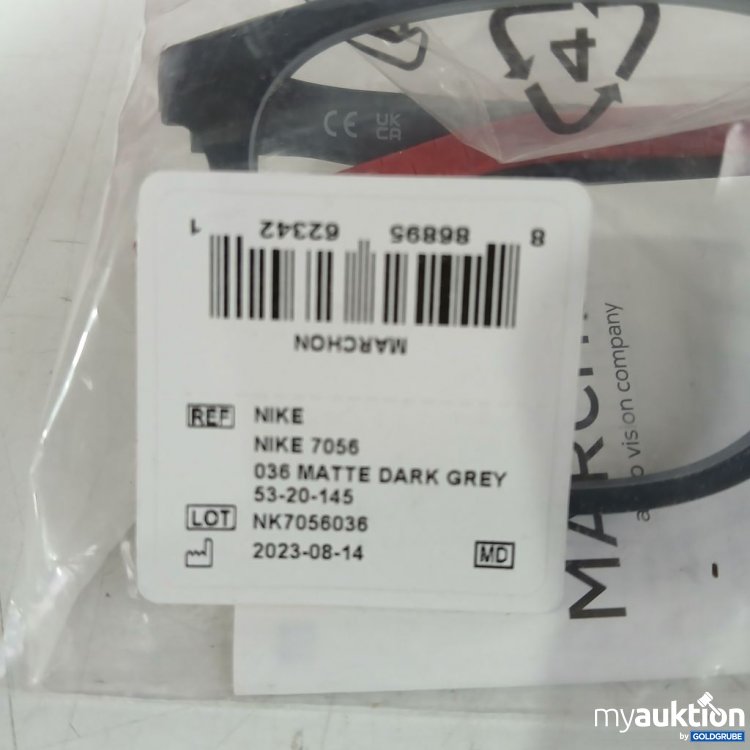 4
CE UK CA
8 86895 62342 1
MARCHON
REF NIKE
NIKE 7056
036 MATTE DARK GREY
53-20-145
LOT NK7056036
2023-08-14 MD
vision company
myauktion
by GOLDGRUBE